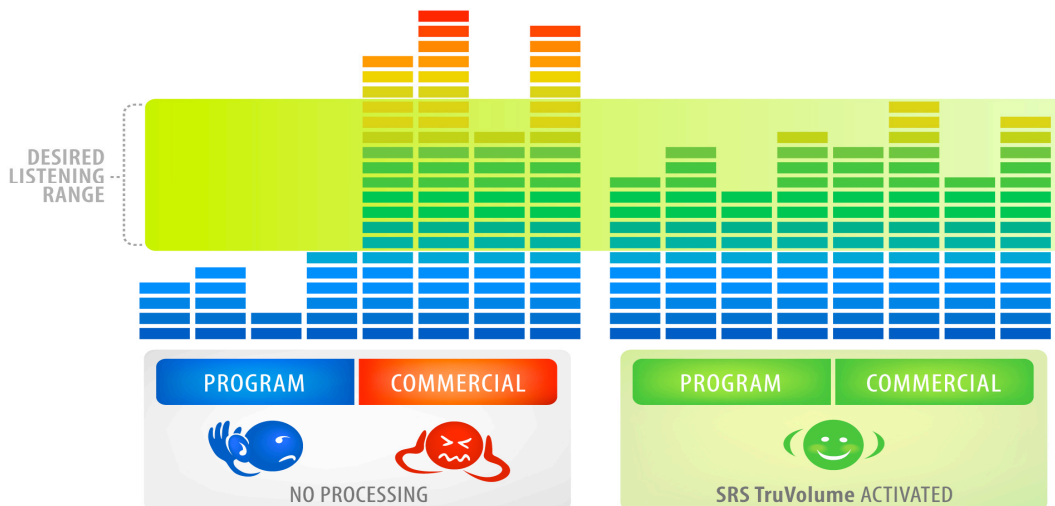 DESIRED
LISTENING
RANGE
PROGRAM
COMMERCIAL
NO PROCESSING
PROGRAM
COMMERCIAL
SRS TruVolume ACTIVATED